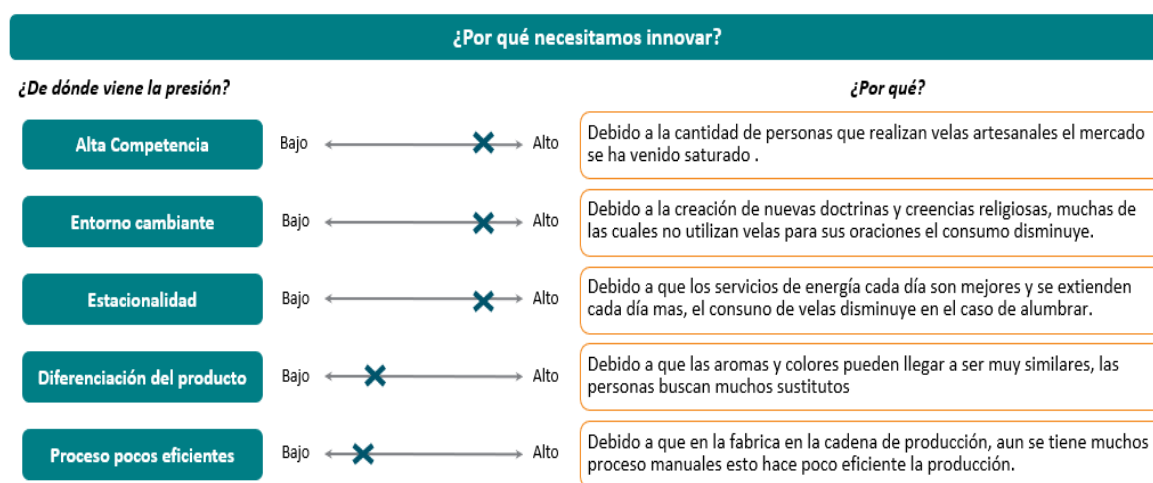 ¿Por qué necesitamos innovar?
¿De dónde viene la presión?
¿Por qué?
Alta Competencia
Bajo
Alto
Debido a la cantidad de personas que realizan velas artesanales el mercado
se ha venido saturado .
Entorno cambiante
Bajo
Alto
Debido a la creación de nuevas doctrinas y creencias religiosas, muchas de
las cuales no utilizan velas para sus oraciones el consumo disminuye.
Estacionalidad
Bajo
Alto
Debido a que los servicios de energía cada día son mejores y se extienden
cada día mas, el consuno de velas disminuye en el caso de alumbrar.
Diferenciación del producto
Bajo
Alto
Debido a que las aromas y colores pueden llegar a ser muy similares, las
personas buscan muchos sustitutos
Proceso pocos eficientes
Bajo
Alto
Debido a que en la fabrica en la cadena de producción, aun se tiene muchos
proceso manuales esto hace poco eficiente la producción.